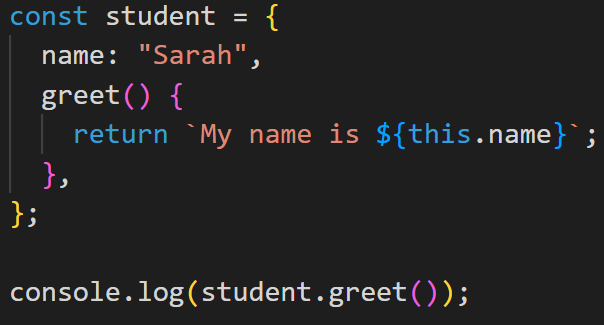 const student = {
  name: "Sarah",
  greet() {
    return `My name is ${this.name}`;
  },
};

console.log(student.greet());